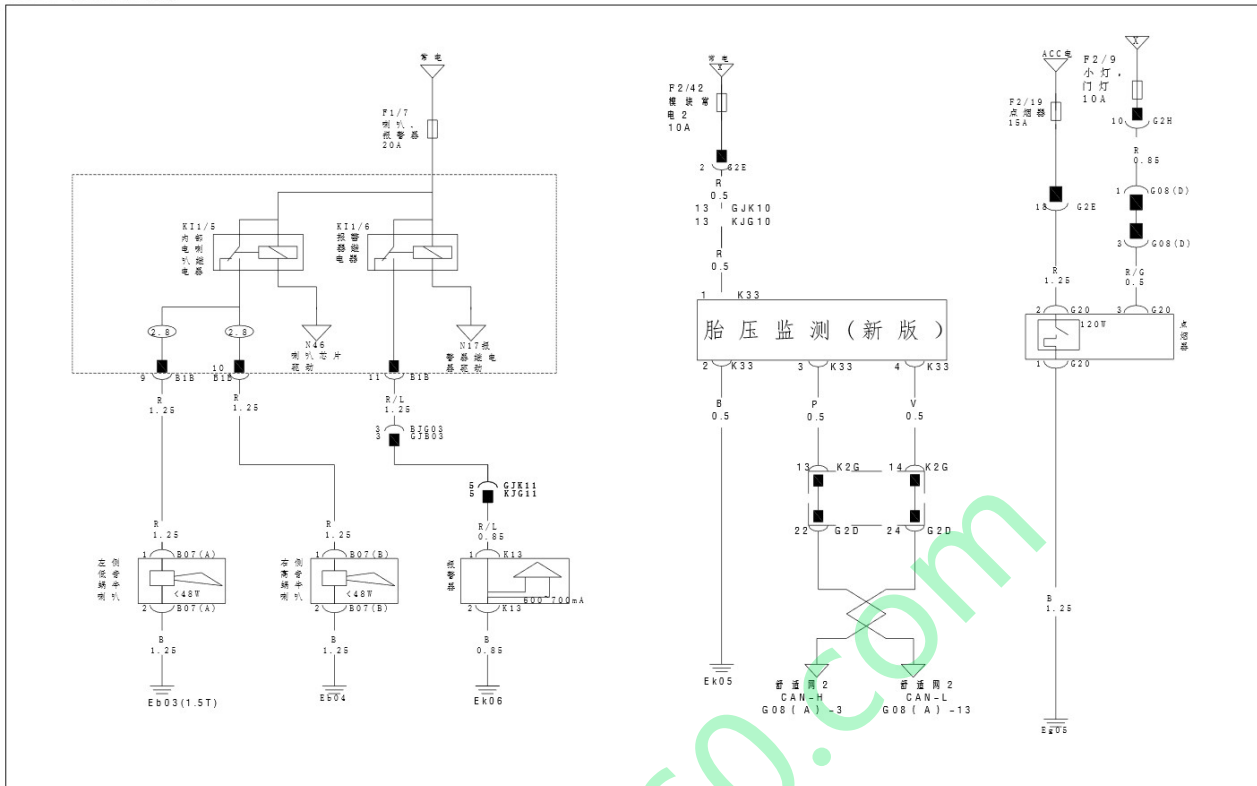 常电
F1/7
喇叭、
报警器
20A
KI1/5
内部
电喇
叭继
电器
KI1/6
报警
器继
电器
2.8
2.8
N46
喇叭芯片
驱动
N17报
警器继电
器驱动
9
B1B
10
B1B
11
B1B
R
1.25
R
1.25
R/L
1.25
3
BJG03
3
GJB03
5
GJK11
5
KJG11
R
1.25
R
1.25
R/L
0.85
左侧
低音
蜗牛
喇叭
1
B07(A)
<48W
2
B07(A)
右侧
高音
蜗牛
喇叭
1
B07(B)
<48W
2
B07(B)
报
警
器
1
K13
600~700mA
2
K13
B
1.25
B
1.25
B
0.85
Eb03(1.5T)
Eb04
Ek06
常电
X
F2/42
模块常
电2
10A
2
G2E
R
0.5
13
GJK10
13
KJG10
R
0.5
1
K33
胎压监测(新版)
2
K33
3
K33
4
K33
B
0.5
P
0.5
V
0.5
13
K2G
14
K2G
22
G2D
24
G2D
Ek05
舒适网2
CAN-H
G08(A)-3
舒适网2
CAN-L
G08(A)-13
ACC电
F2/19
点烟器
15A
18
G2E
R
1.25
X
F2/9
小灯,
门灯
10A
10
G2H
R
0.85
1
G08(D)
3
G08(D)
R/G
0.5
2
G20
3
G20
120W
点
烟
器
1
G20
B
1.25
Eg05
60.com